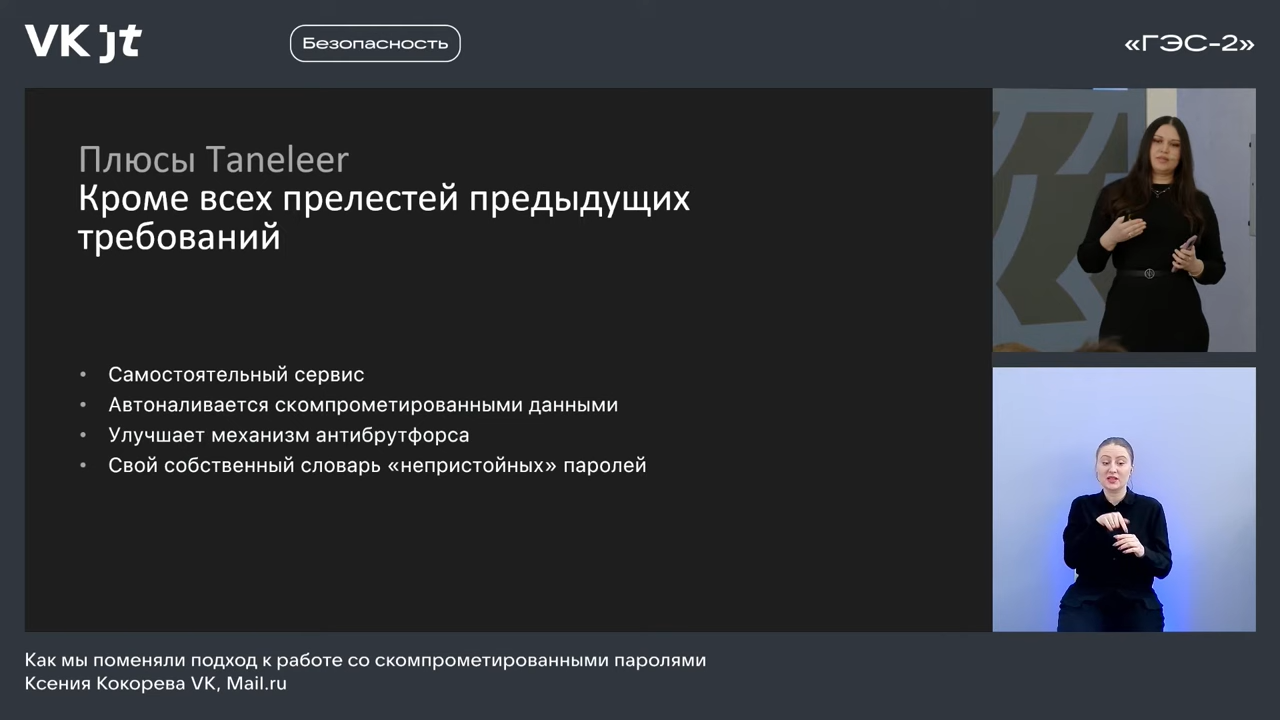 VK jt
Безопасность
«ГЭС-2»
Плюсы Taneleer
Кроме всех прелестей предыдущих
требований
• Самостоятельный сервис
• Автоналивается скомпрометированными данными
• Улучшает механизм антибрутфорса
• Свой собственный словарь «непристойных» паролей
Как мы поменяли подход к работе со скомпрометированными паролями
Ксения Кокорева VK, Mail.ru